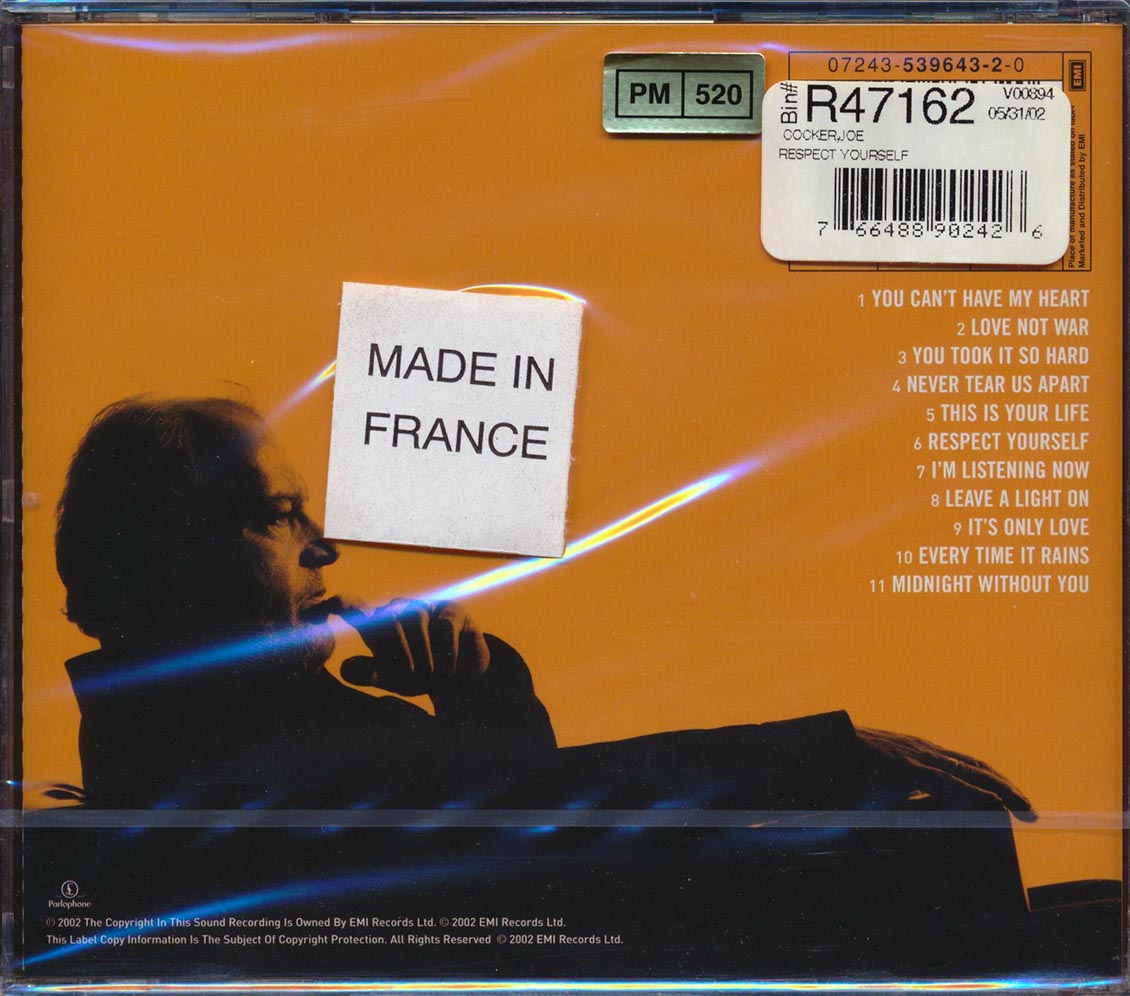 PM 520
07243-539643-2-0
EMI
Bin# R47162
V00894
05/31/02
COCKER,JOE
RESPECT YOURSELF
7 66488 90242 6
Place of manufacture as stated on label
Marketed and Distributed by EMI
MADE IN
FRANCE
1 YOU CAN'T HAVE MY HEART
2 LOVE NOT WAR
3 YOU TOOK IT SO HARD
4 NEVER TEAR US APART
5 THIS IS YOUR LIFE
6 RESPECT YOURSELF
7 I'M LISTENING NOW
8 LEAVE A LIGHT ON
9 IT'S ONLY LOVE
10 EVERY TIME IT RAINS
11 MIDNIGHT WITHOUT YOU
Parlophone
℗ 2002 The Copyright In This Sound Recording Is Owned By EMI Records Ltd. © 2002 EMI Records Ltd.
This Label Copy Information Is The Subject Of Copyright Protection. All Rights Reserved © 2002 EMI Records Ltd.